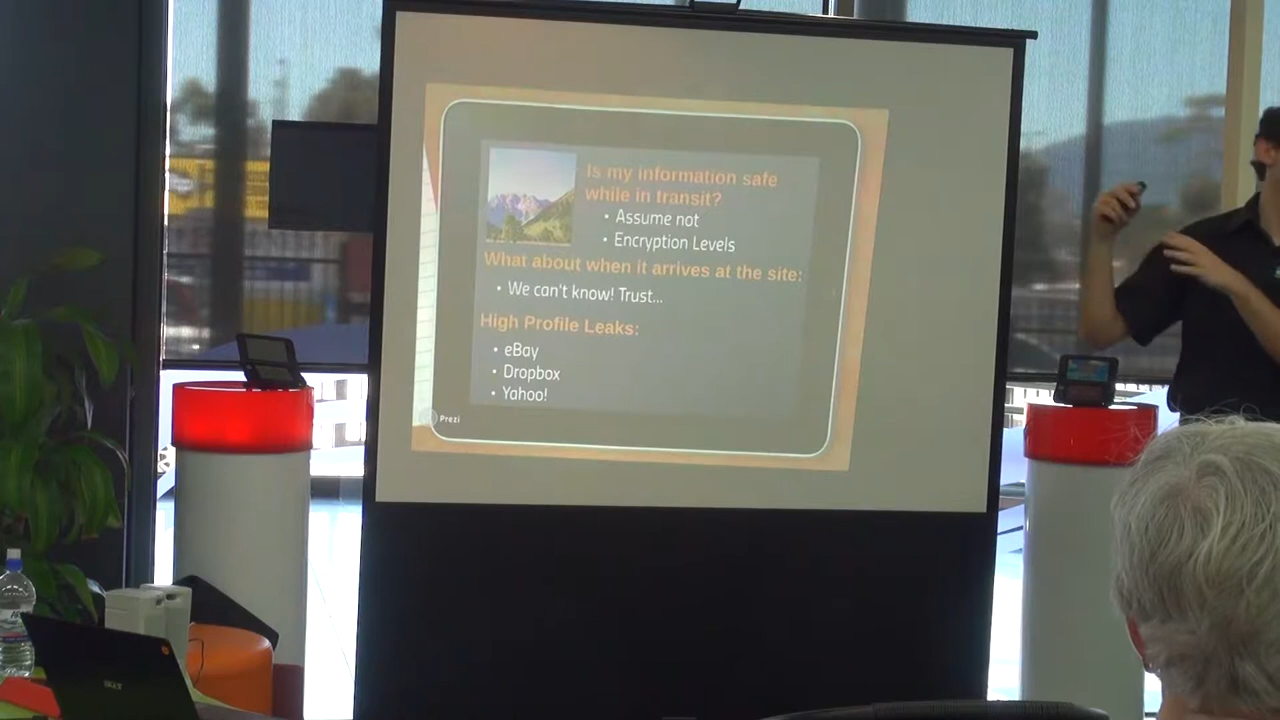 Is my information safe
while in transit?
• Assume not
• Encryption Levels
What about when it arrives at the site:
• We can't know! Trust...
High Profile Leaks:
• eBay
• Dropbox
• Yahoo!
Prezi
acer